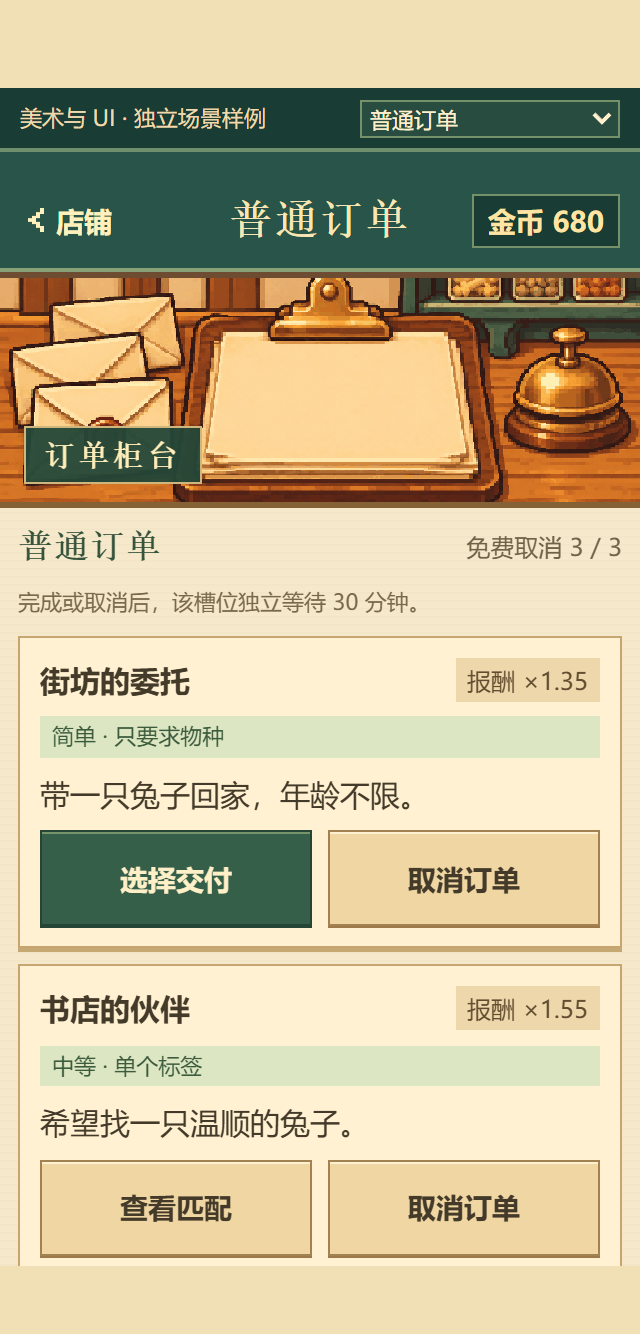 美术与 UI · 独立场景样例
普通订单
店铺
普通订单
金币 680
订单柜台
普通订单
免费取消 3 / 3
完成或取消后，该槽位独立等待 30 分钟。
街坊的委托
报酬 ×1.35
简单 · 只要求物种
带一只兔子回家，年龄不限。
选择交付
取消订单
书店的伙伴
报酬 ×1.55
中等 · 单个标签
希望找一只温顺的兔子。
查看匹配
取消订单